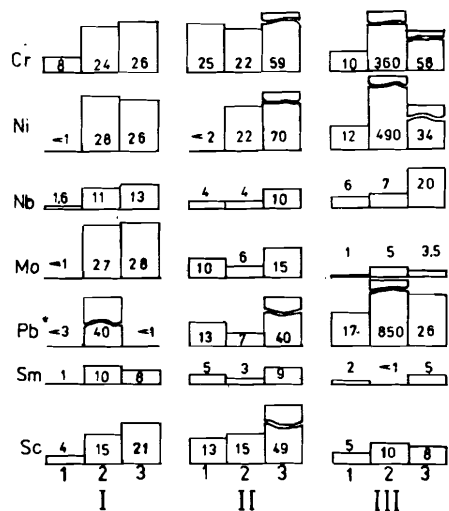 Cr 8 24 26 25 22 59 10 360 58
Ni <1 28 26 <2 22 70 12 490 34
Nb 1,6 11 13 4 4 10 6 7 20
Mo <1 27 28 10 6 15 1 5 3.5
Pb* <3 40 <1 13 7 40 17 850 26
Sm 1 10 8 5 3 9 2 <1 5
Sc 4 15 21 13 15 49 5 10 8
1 2 3 1 2 3 1 2 3
I II III